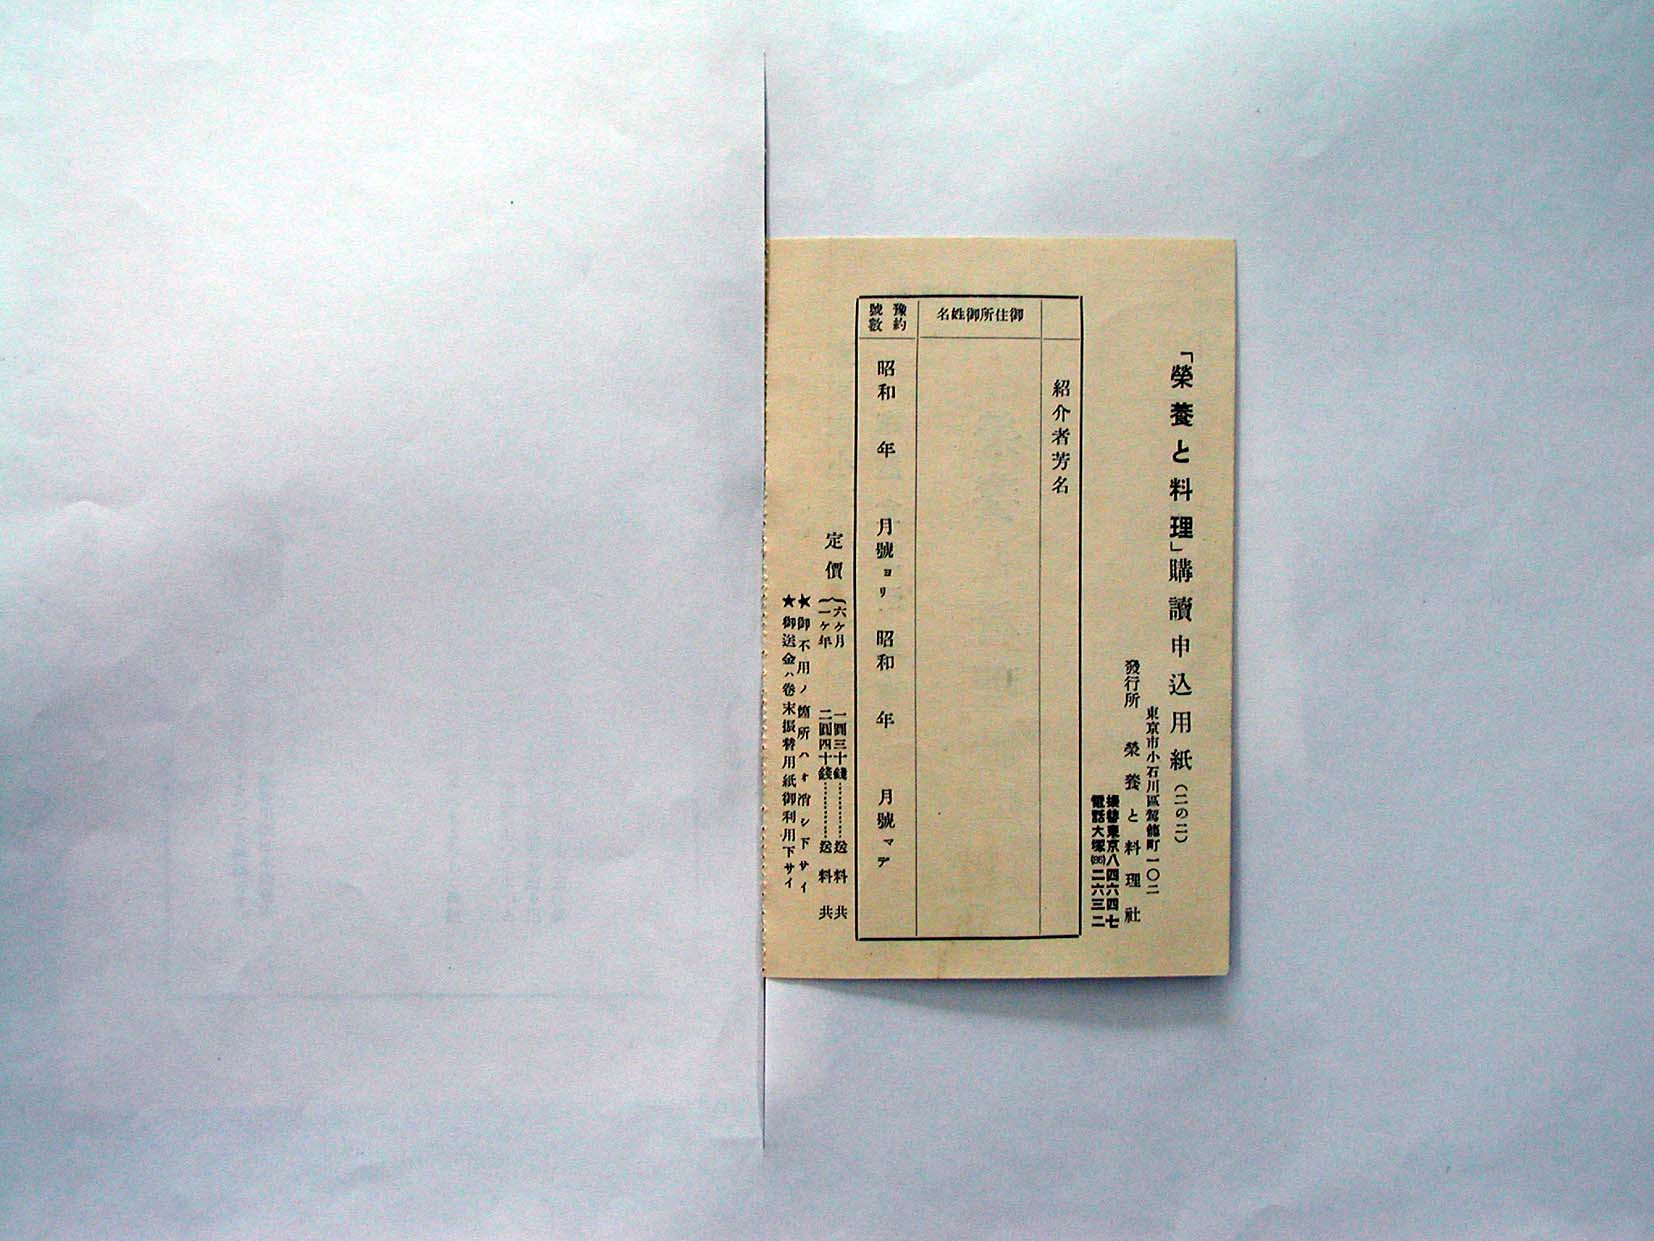 「榮養と料理」購讀申込用紙(二の二)
東京市小石川區駕籠町一〇二
發行所 榮養と料理社
振替東京八四六四七
電話大塚㊏二六三二
紹介者芳名
御住所御姓名
豫約號數
昭和 年 月號ヨリ 昭和 年 月號マデ
定價
六ヶ月 一圓三十錢………送料共
一ヶ年 二圓四十錢………送料共
★御不用ノ箇所ハオ消シ下サイ
★御送金ハ卷末振替用紙御利用下サイ